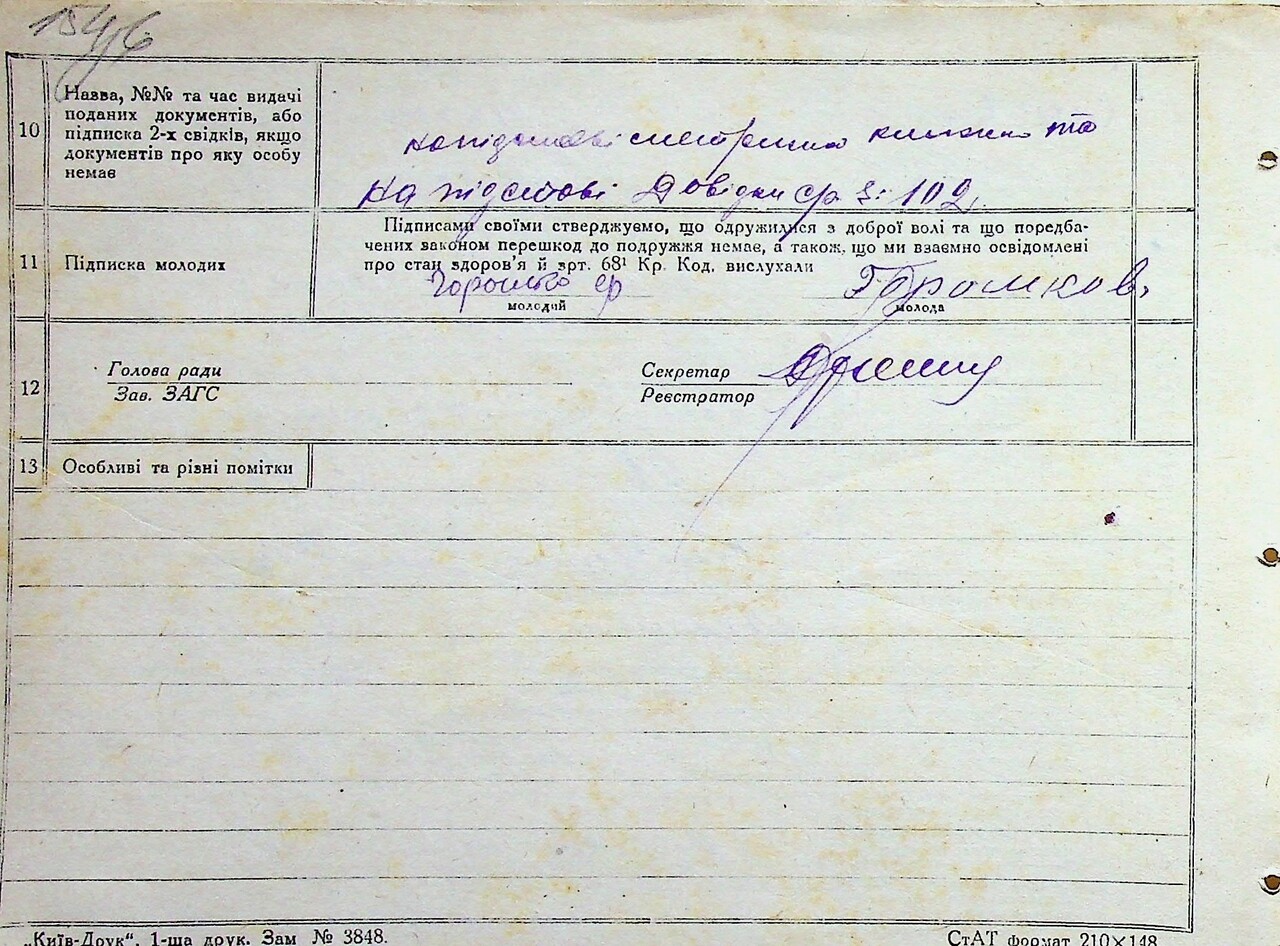 10
Назва, №№ та час видачі
поданих документів, або
підписка 2-х свідків, якщо
документів про яку особу
немає
на підставі книжки та
на підставі Довідки 102
11
Підписка молодих
Підписами своїми стверджуємо, що одружилися з доброї волі та що передба-
чених законом перешкод до подружжя немає, а також, що ми взаємно освідомлені
про стан здоров'я й арт. 68¹ Кр. Код. вислухали
молодий
молода
12
Голова ради
Зав. ЗАГС
Секретар
Реєстратор
13
Особливі та різні помітки
„Київ-Друк“. 1-ша друк. Зам № 3848.
СтАТ формат 210×148